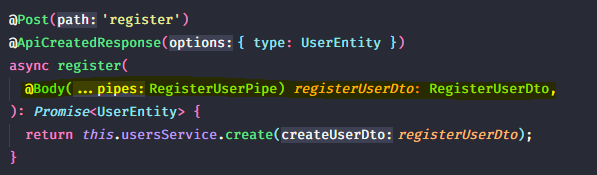 @Post(path: 'register')
@ApiCreatedResponse(options: { type: UserEntity })
async register(
@Body(...pipes: RegisterUserPipe) registerUserDto: RegisterUserDto,
): Promise<UserEntity> {
return this.usersService.create(createUserDto: registerUserDto);
}